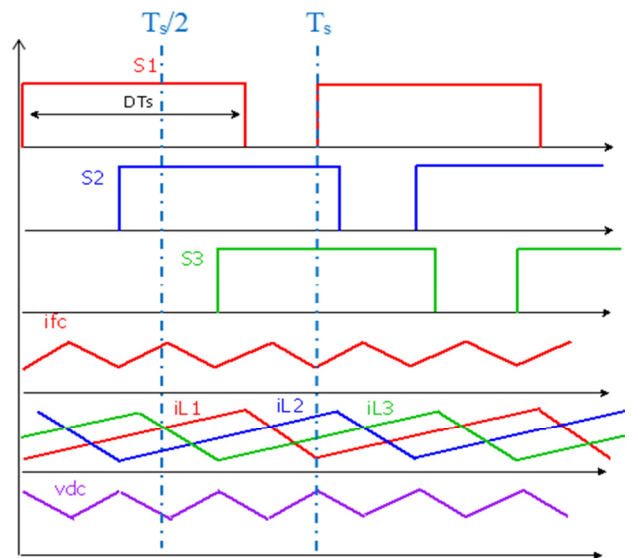 Ts/2
Ts
S1
DTs
S2
S3
ifc
iL1
iL2
iL3
vdc